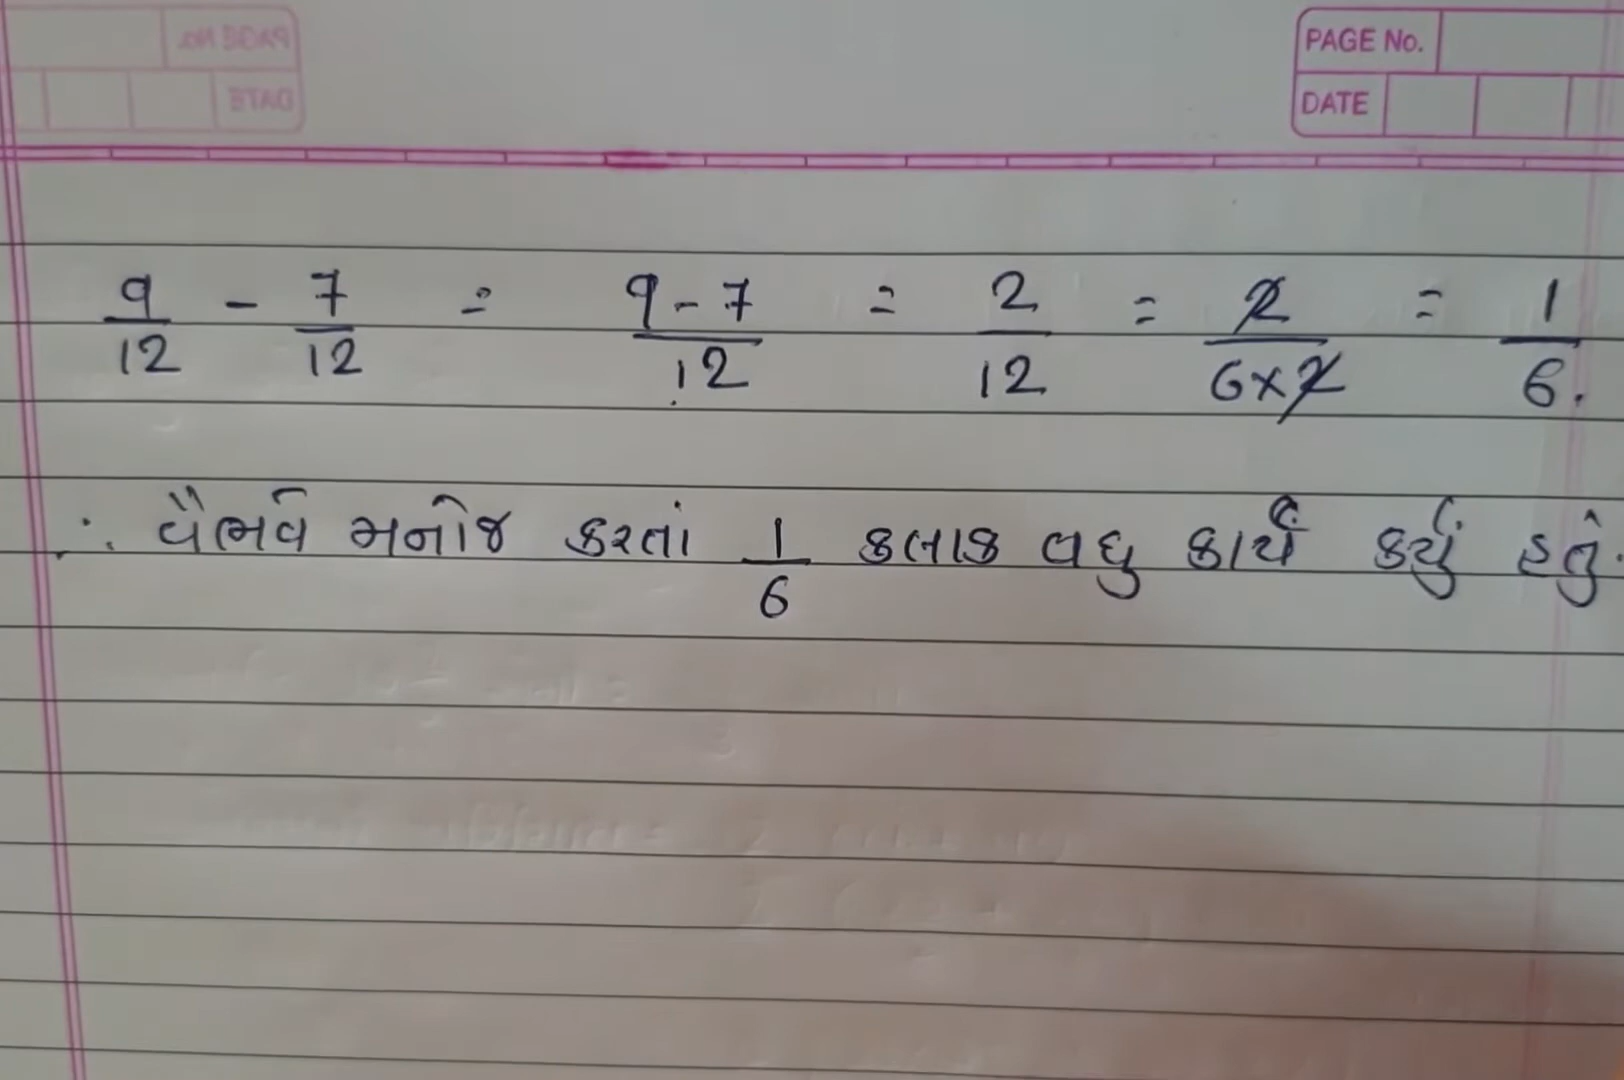 PAGE No.
DATE
9/12 - 7/12 = 9-7/12 = 2/12 = 2/6×2 = 1/6.
∴ વૈભવે મનોજ કરતાં 1/6 કલાક વધુ કાર્ય કર્યું હતું.